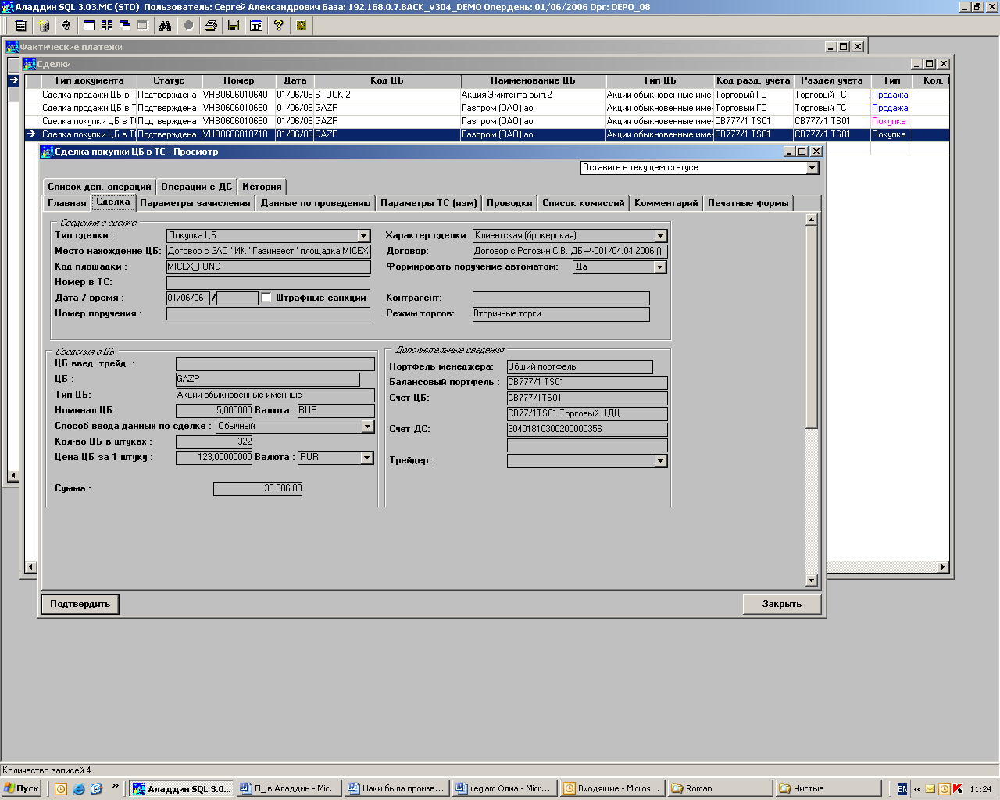 Аладдин SQL 3.03.МС (STD) Пользователь: Сергей Александрович База: 192.168.0.7.BACK_v304_DEMO Опердень: 01/06/2006 Орг: DEPO_08
Фактические платежи
Сделки
Тип документа Статус Номер Дата Код ЦБ Наименование ЦБ Тип ЦБ Код разд. учета Раздел учета Тип Кол.
Сделка продажи ЦБ в Т Подтверждена VHB0606010640 01/06/06 STOCK-2 Акция Эмитента вып.2 Акции обыкновенные имен Торговый ГС Торговый ГС Продажа
Сделка продажи ЦБ в Т Подтверждена VHB0606010660 01/06/06 GAZP Газпром (ОАО) ао Акции обыкновенные имен Торговый ГС Торговый ГС Продажа
Сделка покупки ЦБ в Т Подтверждена VHB0606010690 01/06/06 GAZP Газпром (ОАО) ао Акции обыкновенные имен СВ777/1 TS01 СВ777/1 TS01 Покупка
Сделка покупки ЦБ в Т Подтверждена VHB0606010710 01/06/06 GAZP Газпром (ОАО) ао Акции обыкновенные имен СВ777/1 TS01 СВ777/1 TS01 Покупка
Сделка покупки ЦБ в ТС - Просмотр
Оставить в текущем статусе
Список деп. операций Операции с ДС История
Главная Сделка Параметры зачисления Данные по проведению Параметры ТС (изм) Проводки Список комиссий Комментарий Печатные формы
Сведения о сделке
Тип сделки : Покупка ЦБ Характер сделки: Клиентская (брокерская)
Место нахождение ЦБ: Договор с ЗАО "ИК "Газинвест" площадка MICEX_ Договор: Договор с Рогозин С.В. ДБФ-001/04.04.2006 ()
Код площадки : MICEX_FOND Формировать поручение автоматом: Да
Номер в ТС:
Дата / время : 01/06/06 / Штрафные санкции Контрагент:
Номер поручения : Режим торгов: Вторичные торги
Сведения о ЦБ Дополнительные сведения
ЦБ введ. трейд. : Портфель менеджера: Общий портфель
ЦБ : GAZP Балансовый портфель : СВ777/1 TS01
Тип ЦБ: Акции обыкновенные именные Счет ЦБ: СВ777/1TS01
Номинал ЦБ: 5,000000 Валюта : RUR СВ77/1TS01 Торговый НДЦ
Способ ввода данных по сделке : Обычный Счет ДС: 30401810300200000356
Кол-во ЦБ в штуках : 322
Цена ЦБ за 1 штуку : 123,00000000 Валюта : RUR Трейдер :
Сумма : 39 606,00
Подтвердить Закрыть
Количество записей 4.
Пуск » Аладдин SQL 3.0... П_ в Аладдин - Mic... Нами была произв... reglam Олма - Micr... Входящие - Micros... Roman Чистые EN « 11:24